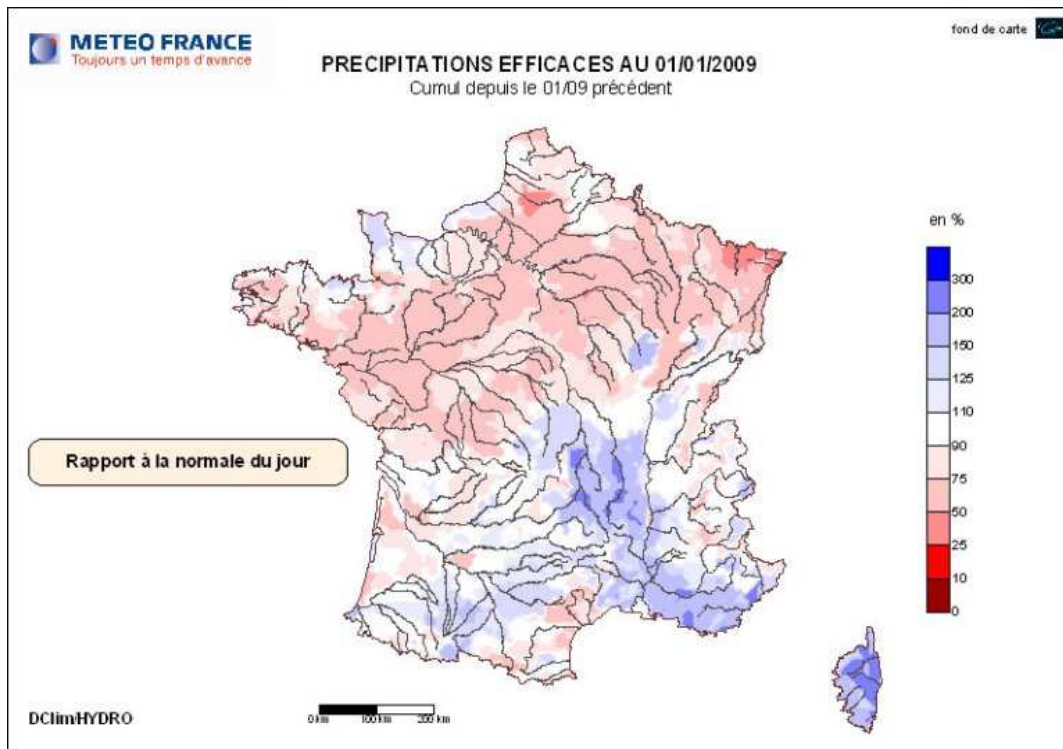 METEO FRANCE
Toujours un temps d'avance
fond de carte
PRECIPITATIONS EFFICACES AU 01/01/2009
Cumul depuis le 01/09 précédent
en %
300
200
150
125
110
90
75
50
25
10
0
Rapport à la normale du jour
DClim/HYDRO
0 km 100 km 200 km